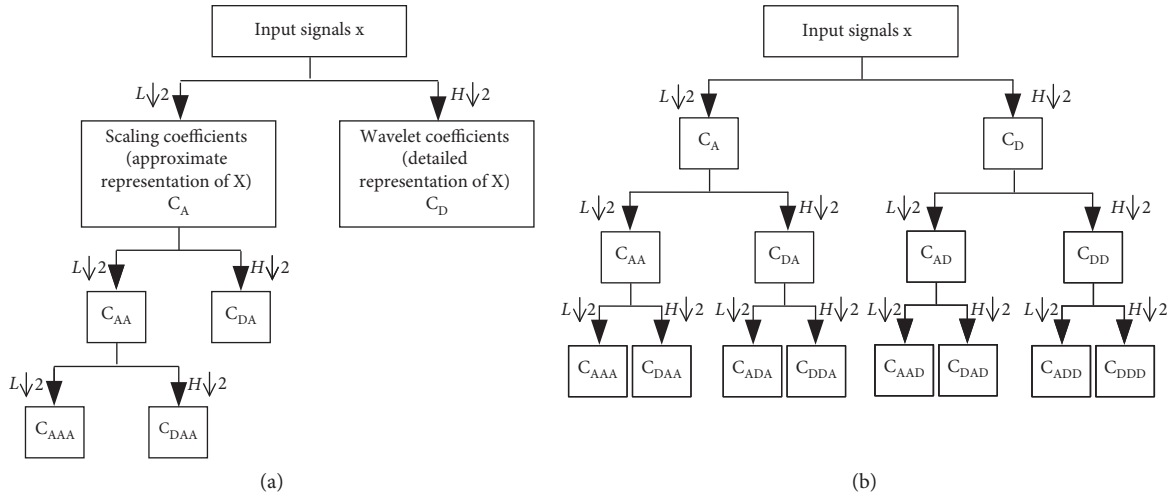 Input signals x
L↓2
H↓2
Scaling coefficients
(approximate
representation of X)
C_A
Wavelet coefficients
(detailed
representation of X)
C_D
L↓2
H↓2
C_AA
C_DA
L↓2
H↓2
C_AAA
C_DAA
(a)
Input signals x
L↓2
H↓2
C_A
C_D
L↓2
H↓2
L↓2
H↓2
C_AA
C_DA
C_AD
C_DD
L↓2
H↓2
L↓2
H↓2
L↓2
H↓2
L↓2
H↓2
C_AAA
C_DAA
C_ADA
C_DDA
C_AAD
C_DAD
C_ADD
C_DDD
(b)